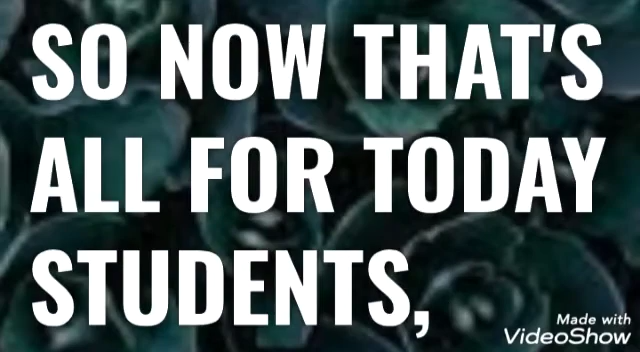 SO NOW THAT'S
ALL FOR TODAY
STUDENTS,
Made with
VideoShow